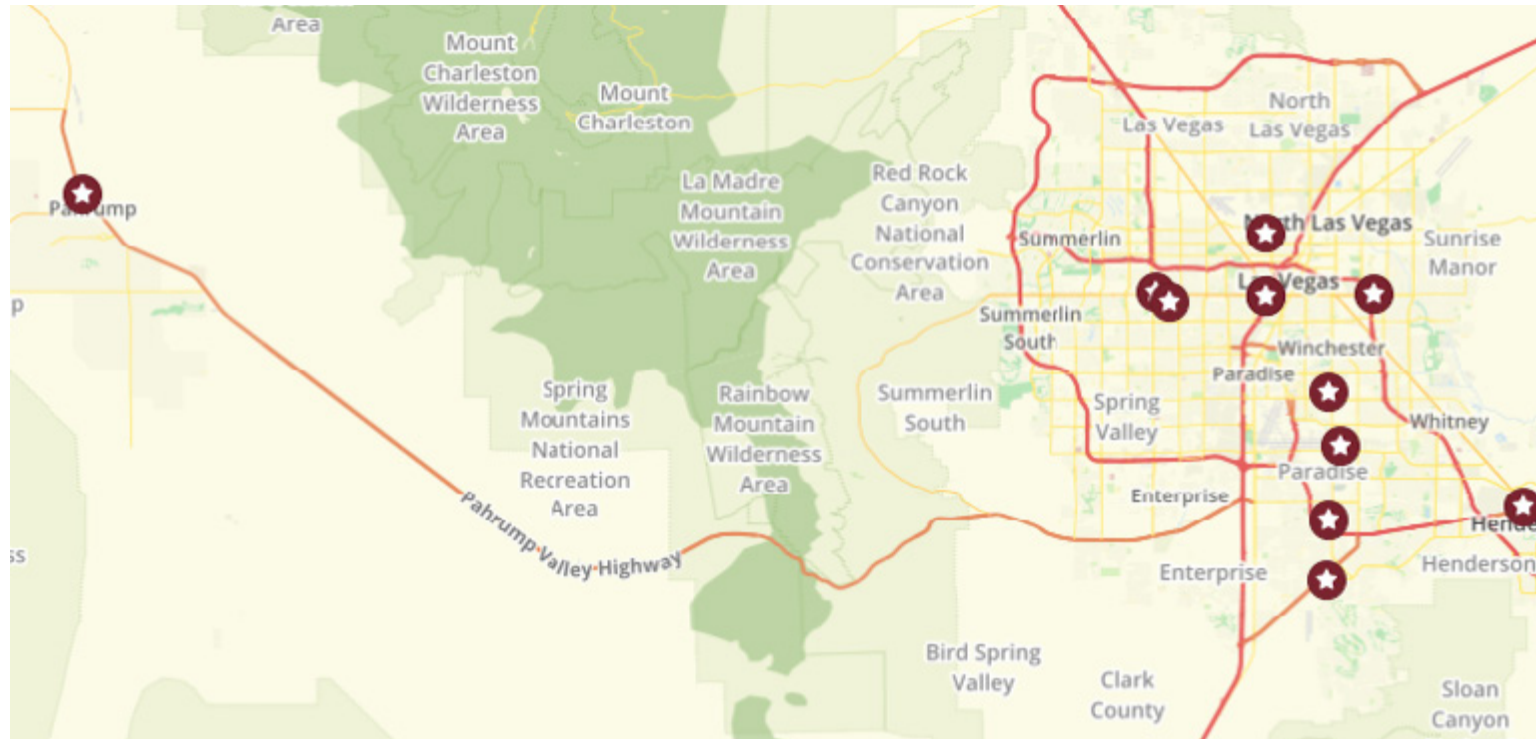 Area
Mount
Charleston
Wilderness
Area
Mount
Charleston
La Madre
Mountain
Wilderness
Area
Red Rock
Canyon
National
Conservation
Area
Las Vegas
North
Las Vegas
Pahrump
Summerlin
North Las Vegas
Sunrise
Manor
Las Vegas
p
Summerlin
South
Winchester
Paradise
Spring
Mountains
National
Recreation
Area
Rainbow
Mountain
Wilderness
Area
Summerlin
South
Spring
Valley
Whitney
Paradise
Enterprise
Pahrump Valley Highway
Hende
ss
Enterprise
Henderson
Bird Spring
Valley
Clark
County
Sloan
Canyon